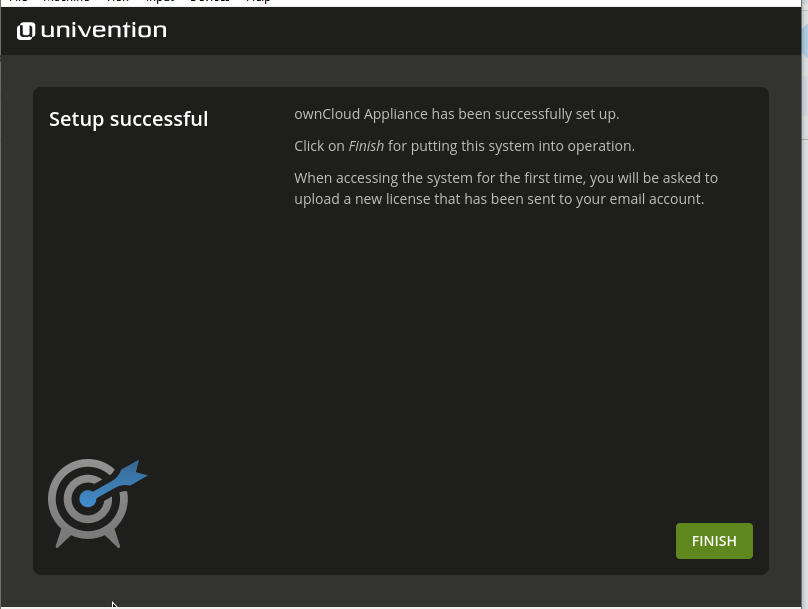 univention
Setup successful
ownCloud Appliance has been successfully set up.
Click on Finish for putting this system into operation.
When accessing the system for the first time, you will be asked to
upload a new license that has been sent to your email account.
FINISH